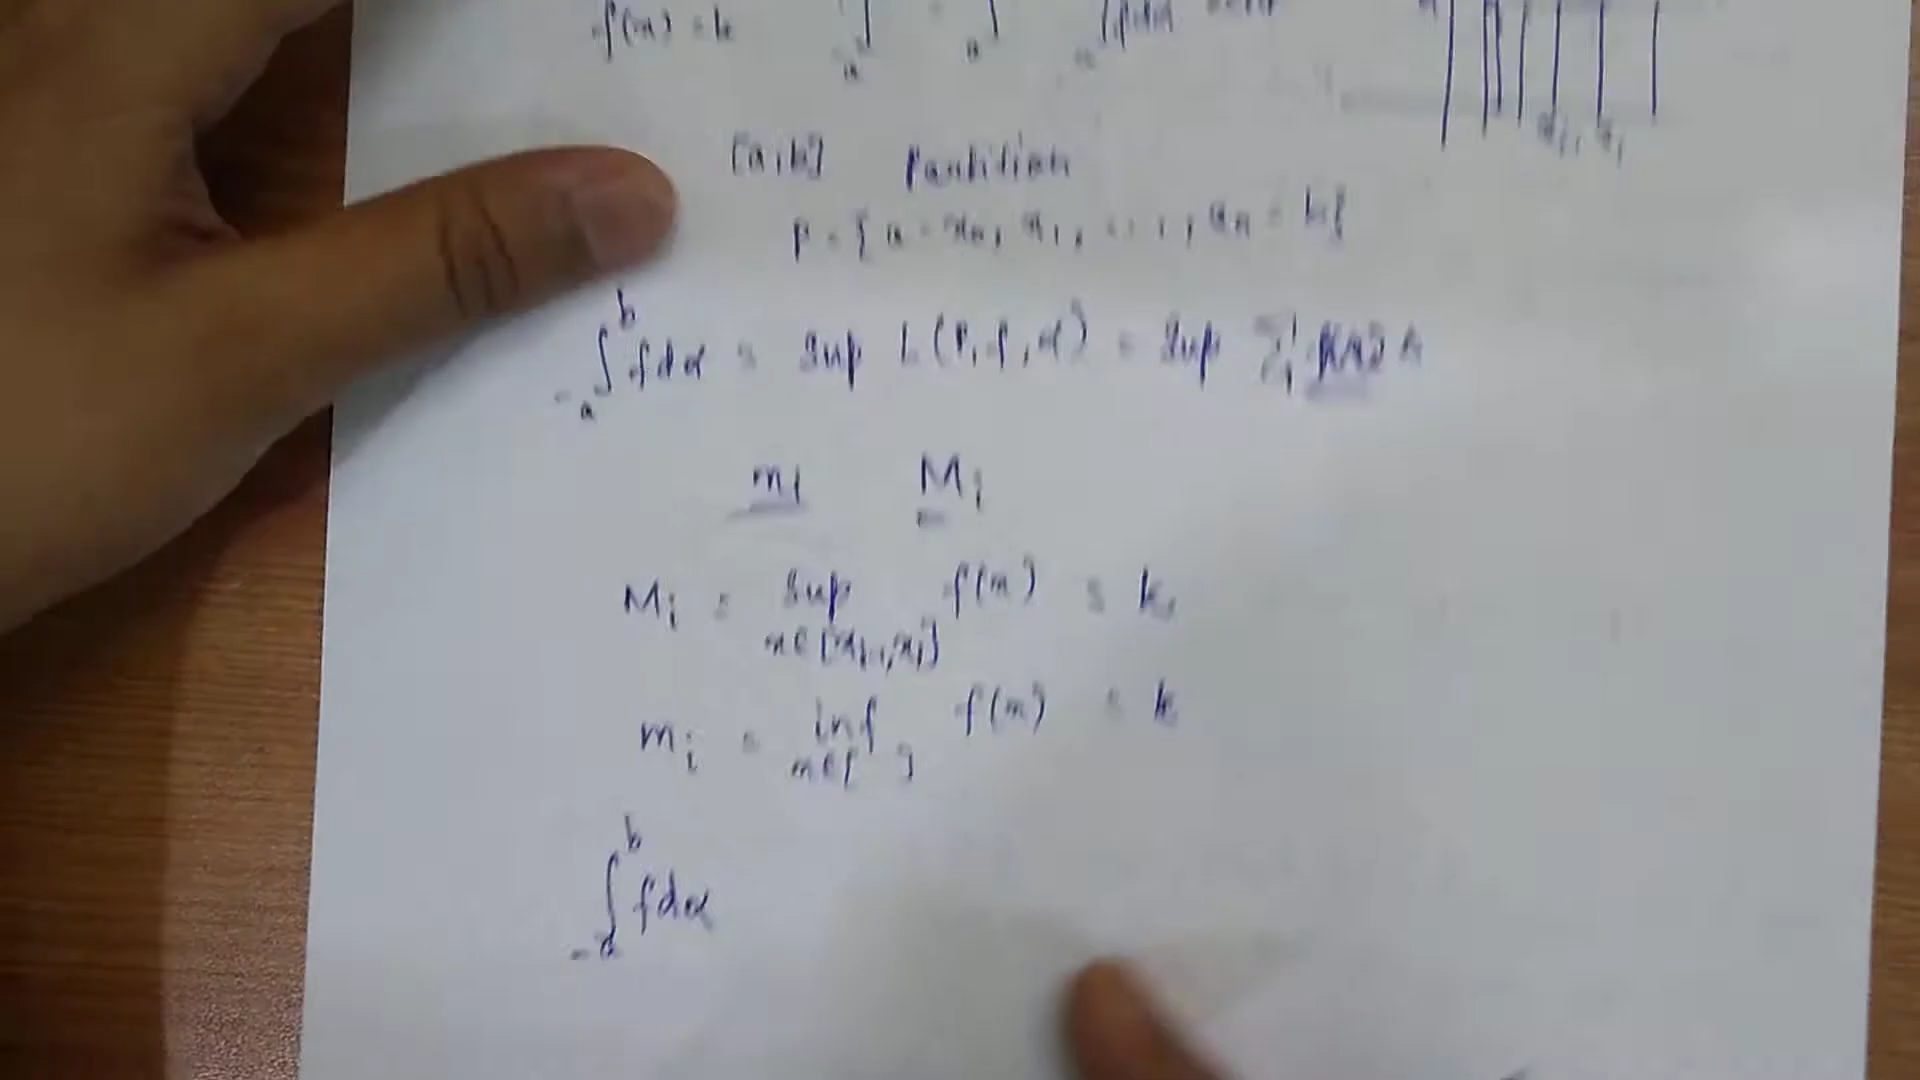 f(x) = k
[a,b] Partition
P = { a = x₀, x₁, ..., xₙ = b }
∫ₐᵇ f dα = sup L(P, f, α) = sup Σ
mᵢ Mᵢ
Mᵢ = sup f(x) = k,
x∈[xᵢ₋₁,xᵢ]
mᵢ = inf f(x) = k
x∈[ , ]
∫ₐᵇ f dα